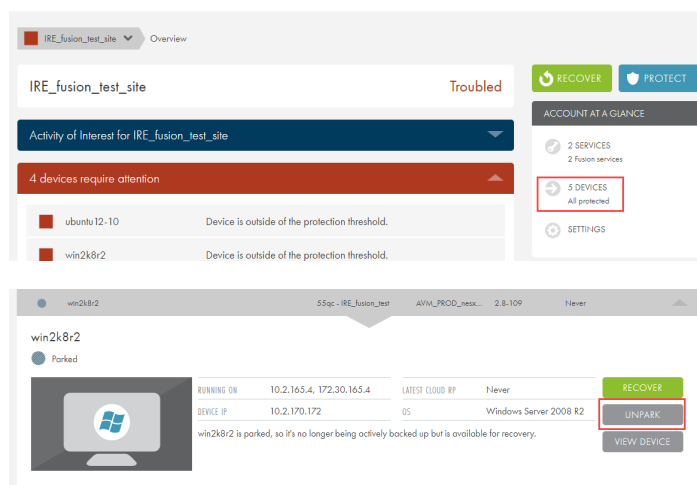 IRE_fusion_test_site Overview
IRE_fusion_test_site Troubled
Activity of Interest for IRE_fusion_test_site
4 devices require attention
ubuntu12-10 Device is outside of the protection threshold.
win2k8r2 Device is outside of the protection threshold.
RECOVER PROTECT
ACCOUNT AT A GLANCE
2 SERVICES
2 Fusion services
5 DEVICES
All protected
SETTINGS
win2k8r2 55qc - IRE_fusion_test AVM_PROD_nesx... 2.8-109 Never
win2k8r2
Parked
RUNNING ON 10.2.165.4, 172.30.165.4 LATEST CLOUD RP Never RECOVER
DEVICE IP 10.2.170.172 OS Windows Server 2008 R2 UNPARK
win2k8r2 is parked, so it's no longer being actively backed up but is available for recovery.
VIEW DEVICE